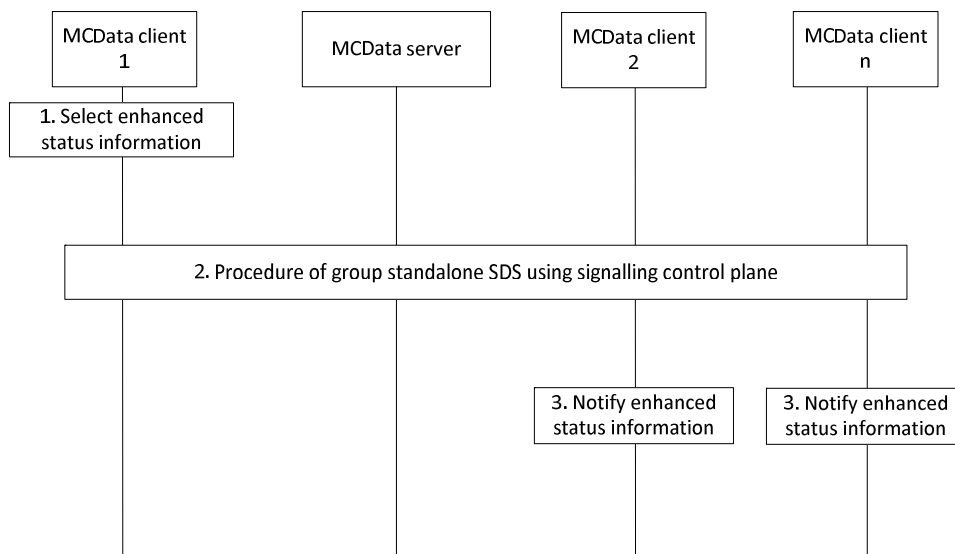 MCData client
1
MCData server
MCData client
2
MCData client
n
1. Select enhanced
status information
2. Procedure of group standalone SDS using signalling control plane
3. Notify enhanced
status information
3. Notify enhanced
status information